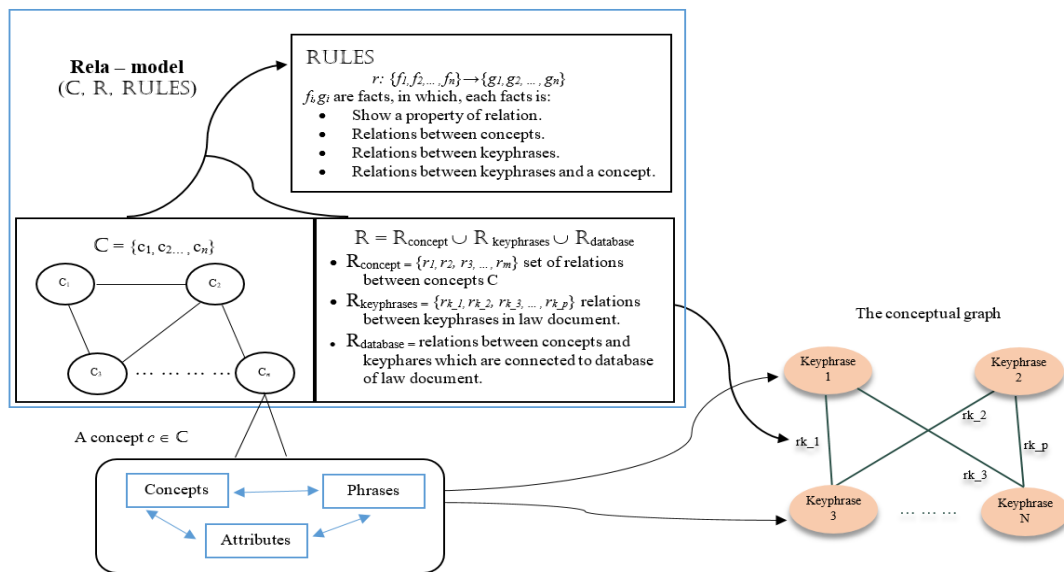 Rela – model
(C, R, RULES)
RULES
r: {f1, f2,..., fn}→{g1, g2, ... , gn}
fi,gi are facts, in which, each facts is:
• Show a property of relation.
• Relations between concepts.
• Relations between keyphrases.
• Relations between keyphrases and a concept.
C = {c1, c2..., cn}
C1
C2
C3
... ... ... ...
Cn
R = Rconcept ∪ R keyphrases ∪ Rdatabase
• Rconcept = {r1, r2, r3, ... , rm} set of relations
between concepts C
• Rkeyphrases = {rk_1, rk_2, rk_3, ... , rk_p} relations
between keyphrases in law document.
• Rdatabase = relations between concepts and
keyphares which are connected to database
of law document.
A concept c ∈ C
Concepts
Phrases
Attributes
The conceptual graph
Keyphrase
1
Keyphrase
2
rk_1
rk_2
rk_3
rk_p
Keyphrase
3
... ... ...
Keyphrase
N